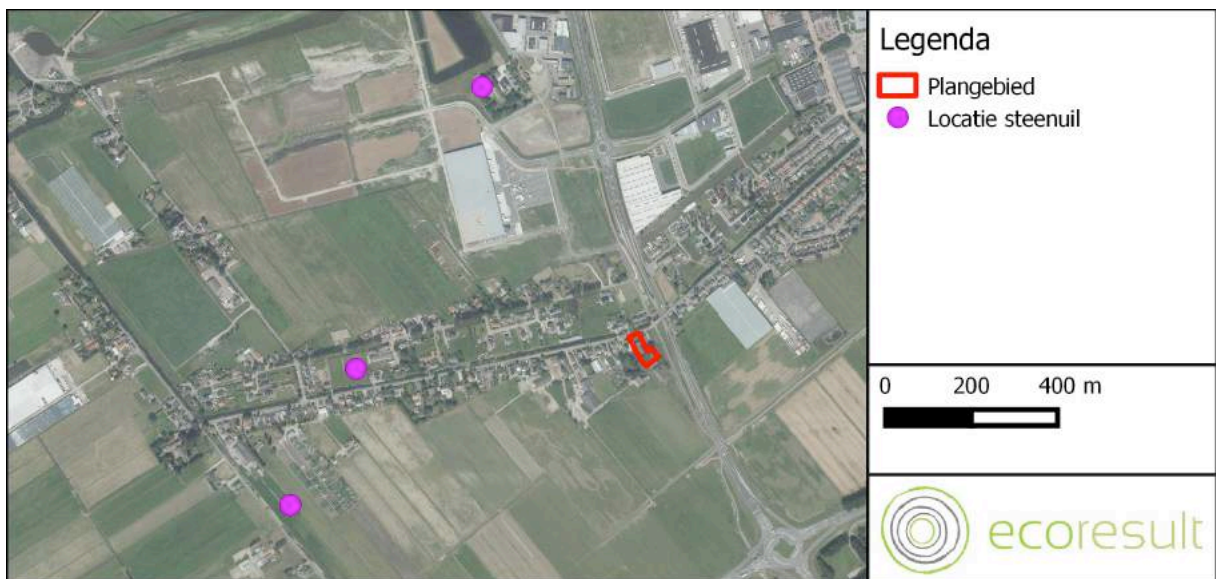 Legenda
Plangebied
Locatie steenuil
0 200 400 m
ecoresult